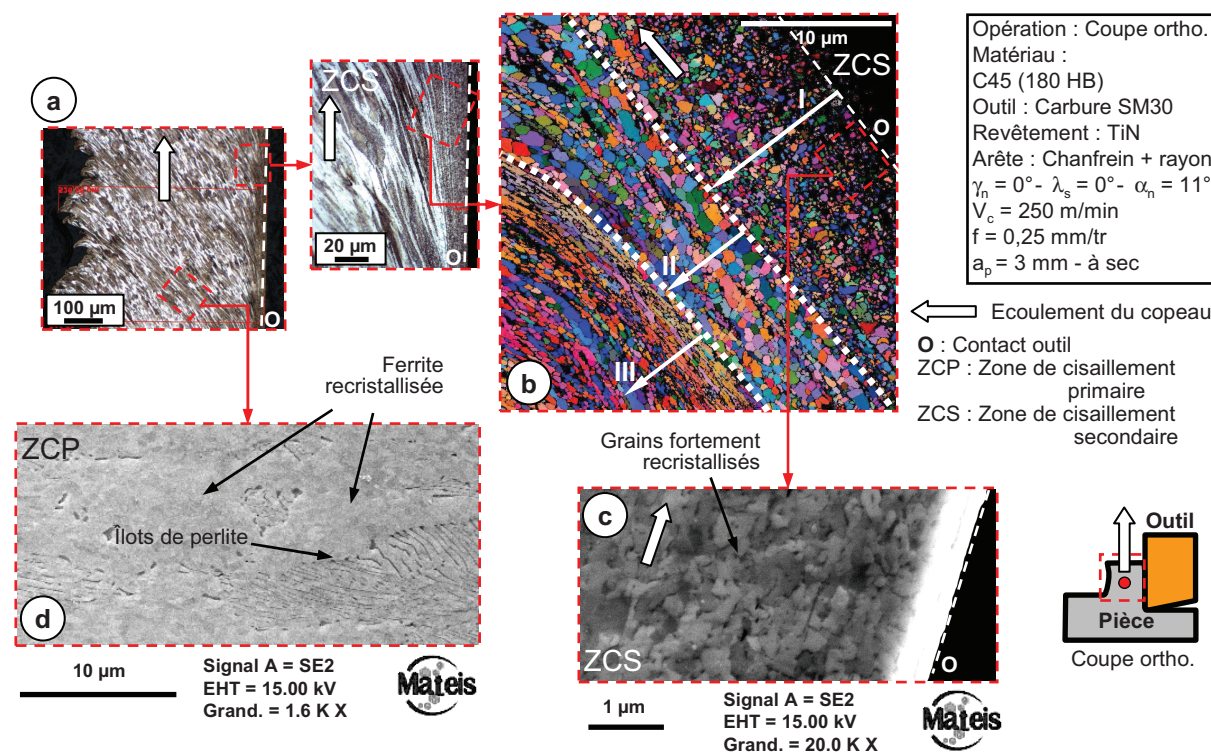 a
100 µm
O
ZCS
20 µm
O
10 µm
ZCS
I
O
II
III
b
Opération : Coupe ortho.
Matériau :
C45 (180 HB)
Outil : Carbure SM30
Revêtement : TiN
Arête : Chanfrein + rayon
γn = 0° - λs = 0° - αn = 11°
Vc = 250 m/min
f = 0,25 mm/tr
ap = 3 mm - à sec
Ecoulement du copeau
O : Contact outil
ZCP : Zone de cisaillement
primaire
ZCS : Zone de cisaillement
secondaire
Ferrite
recristallisée
ZCP
Îlots de perlite
d
10 µm
Signal A = SE2
EHT = 15.00 kV
Grand. = 1.6 K X
Mateis
Grains fortement
recristallisés
c
ZCS
O
1 µm
Signal A = SE2
EHT = 15.00 kV
Grand. = 20.0 K X
Mateis
Outil
Pièce
Coupe ortho.